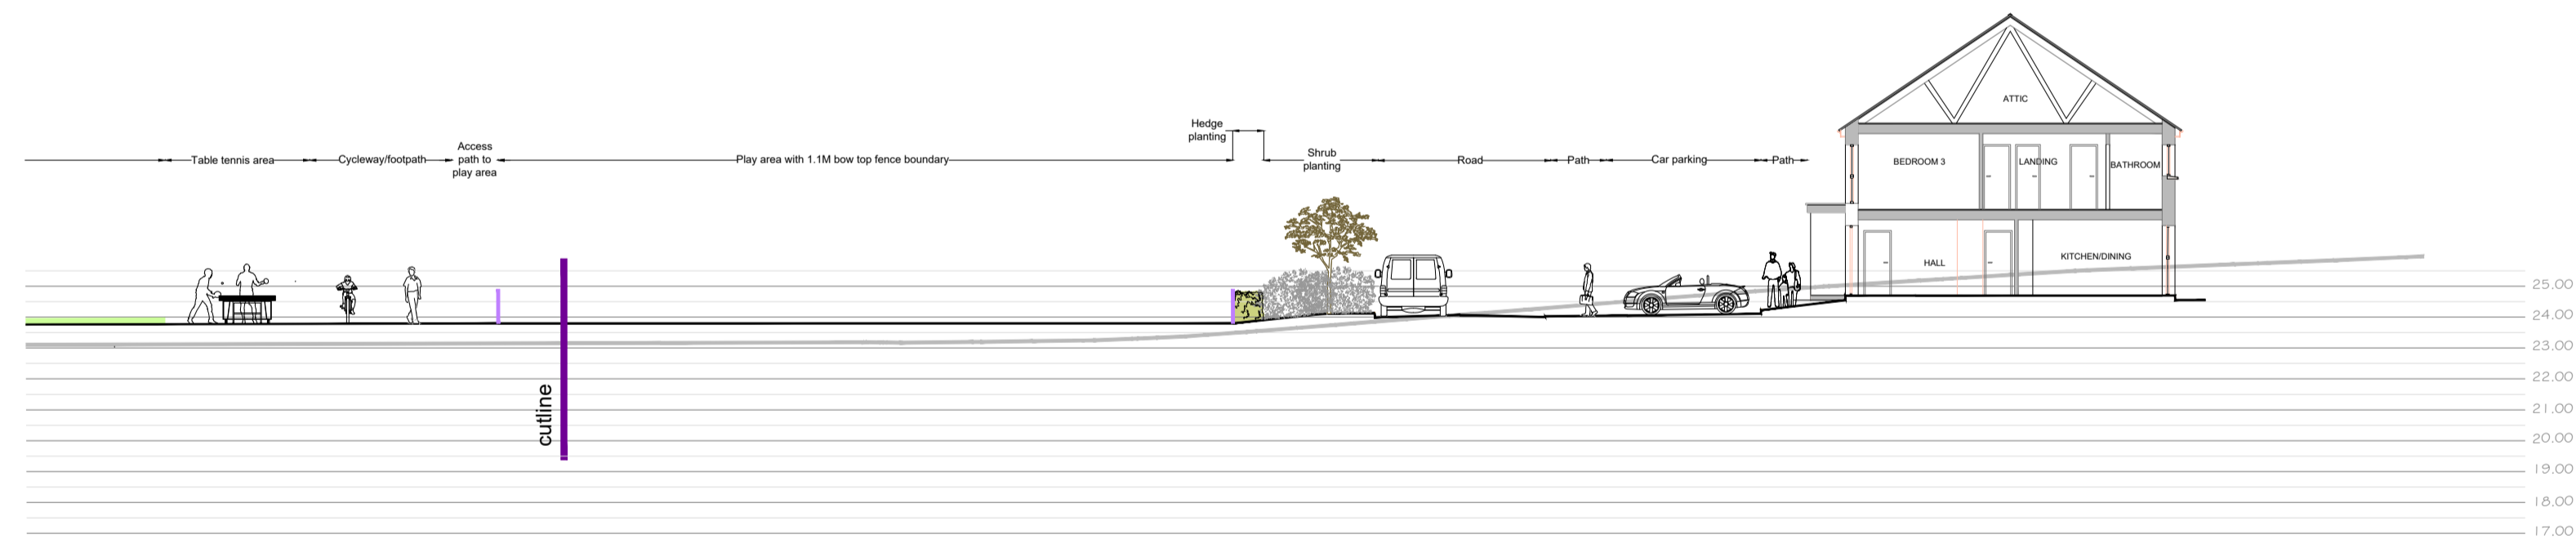 ATTIC
Hedge
planting
Access
path to
play area
Table tennis area
Cycleway/footpath
Play area with 1.1M bow top fence boundary
Shrub
planting
Road
Path
Car parking
Path
BEDROOM 3
LANDING
BATHROOM
HALL
KITCHEN/DINING
cutline
25.00
24.00
23.00
22.00
21.00
20.00
19.00
18.00
17.00